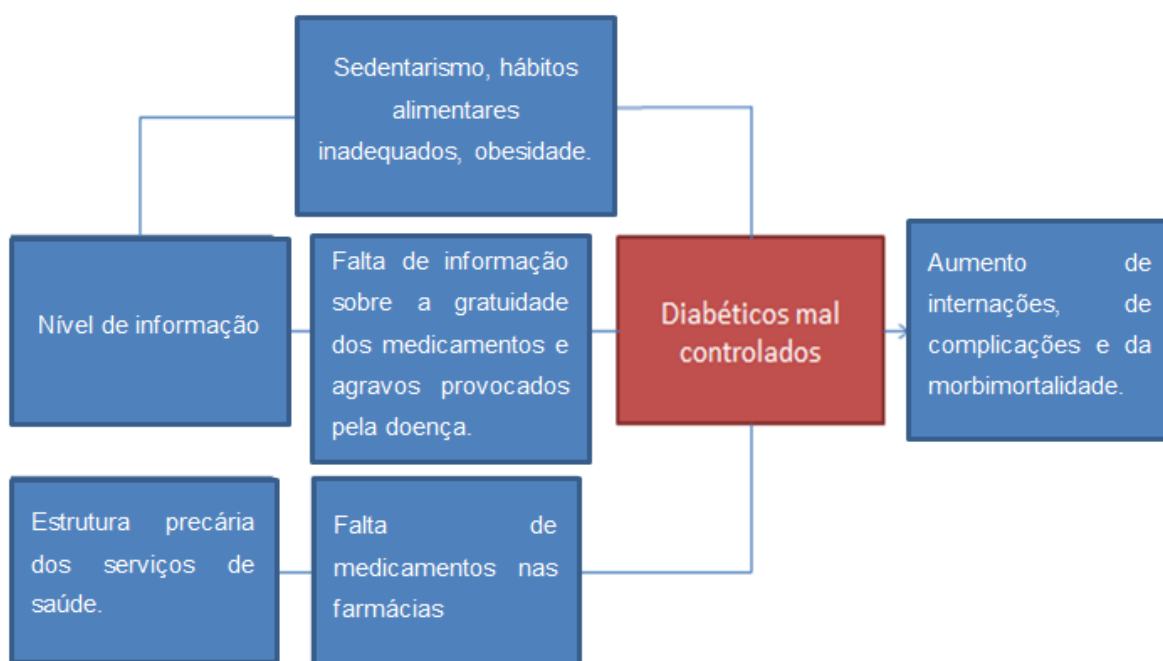 Sedentarismo, hábitos
alimentares
inadequados, obesidade.
Nível de informação
Falta de informação
sobre a gratuidade
dos medicamentos e
agravos provocados
pela doença.
Diabéticos mal
controlados
Aumento de
internações, de
complicações e da
morbimortalidade.
Estrutura precária
dos serviços de
saúde.
Falta de
medicamentos nas
farmácias